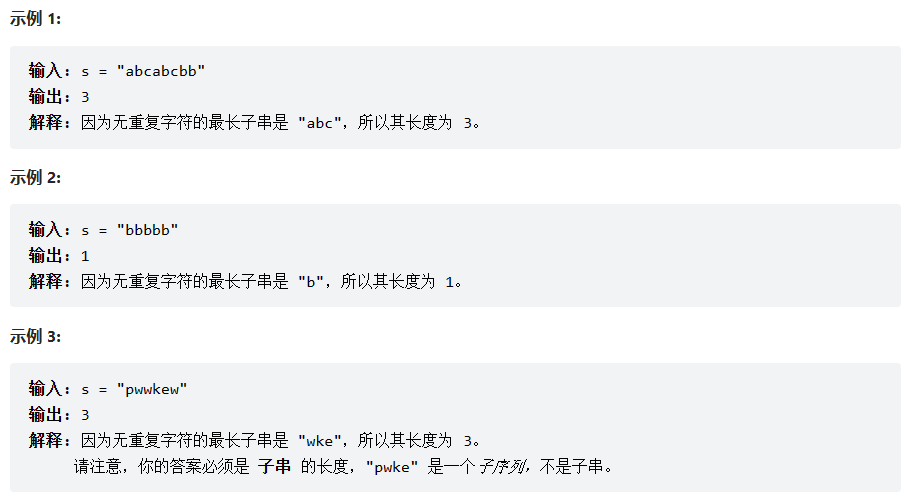 示例 1:
输入: s = "abcabcbb"
输出: 3
解释: 因为无重复字符的最长子串是 "abc"，所以其长度为 3。
示例 2:
输入: s = "bbbbb"
输出: 1
解释: 因为无重复字符的最长子串是 "b"，所以其长度为 1。
示例 3:
输入: s = "pwwkew"
输出: 3
解释: 因为无重复字符的最长子串是 "wke"，所以其长度为 3。
请注意，你的答案必须是 子串 的长度，"pwke" 是一个子序列，不是子串。